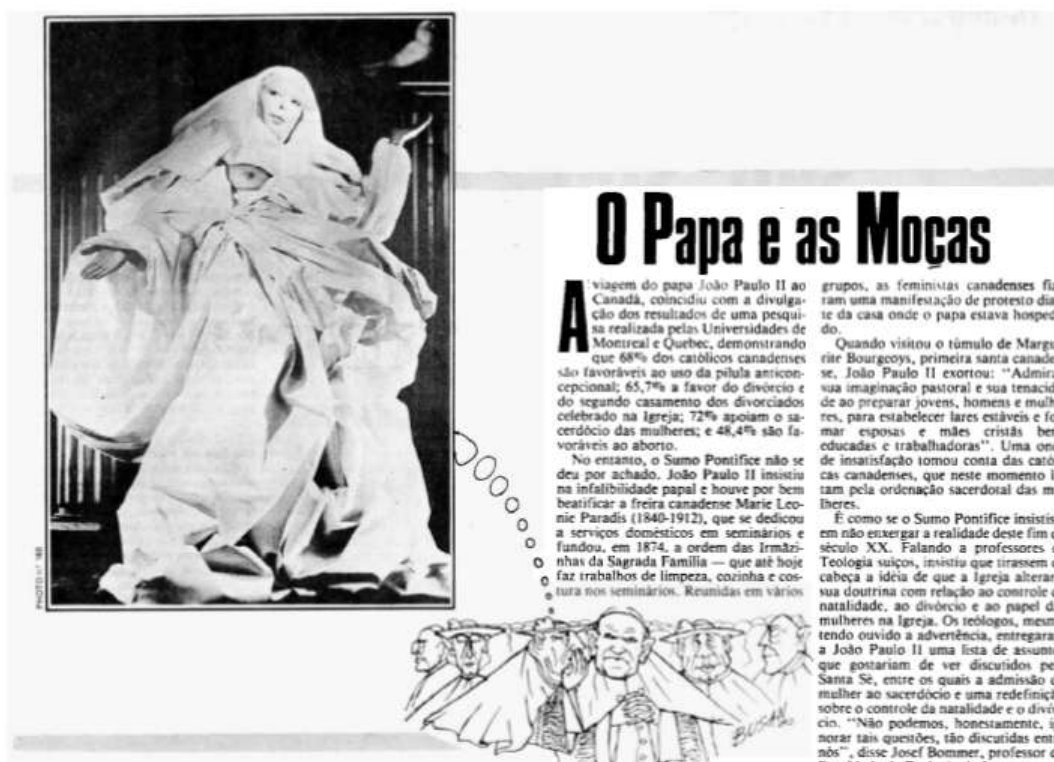 PHOTO nº 188
O Papa e as Moças
A viagem do papa João Paulo II ao
Canadá, coincidiu com a divulga-
ção dos resultados de uma pesqui-
sa realizada pelas Universidades de
Montreal e Quebec, demonstrando
que 68% dos católicos canadenses
são favoráveis ao uso da pílula anticon-
cepcional; 65,7% a favor do divórcio e
do segundo casamento dos divorciados
celebrado na Igreja; 72% apoiam o sa-
cerdócio das mulheres; e 48,4% são fa-
voráveis ao aborto.
No entanto, o Sumo Pontífice não se
deu por achado. João Paulo II insistiu
na infalibilidade papal e houve por bem
beatificar a freira canadense Marie Leo-
nie Paradis (1840-1912), que se dedicou
a serviços domésticos em seminários e
fundou, em 1874, a ordem das Irmãzi-
nhas da Sagrada Família — que até hoje
faz trabalhos de limpeza, cozinha e cos-
tura nos seminários. Reunidas em vários
grupos, as feministas canadenses fi
ram uma manifestação de protesto dia
te da casa onde o papa estava hosped
do.
Quando visitou o túmulo de Margu
rite Bourgeoys, primeira santa canade
se, João Paulo II exortou: "Admira
sua imaginação pastoral e sua tenacid
de ao preparar jovens, homens e mulh
res, para estabelecer lares estáveis e fo
mar esposas e mães cristãs be
educadas e trabalhadoras". Uma on
de insatisfação tomou conta das cató
cas canadenses, que neste momento l
tam pela ordenação sacerdotal das m
lheres.
É como se o Sumo Pontífice insistis
em não enxergar a realidade deste fim
século XX. Falando a professores
Teologia suíços, insistiu que tirassem
cabeça a idéia de que a Igreja alterar
sua doutrina com relação ao controle
natalidade, ao divórcio e ao papel d
mulheres na Igreja. Os teólogos, mesm
tendo ouvido a advertência, entregara
a João Paulo II uma lista de assunto
que gostariam de ver discutidos pe
Santa Sé, entre os quais a admissão
mulher ao sacerdócio e uma redefiniçã
sobre o controle da natalidade e o divó
cio. "Não podemos, honestamente, i
norar tais questões, tão discutidas ent
nós", disse Josef Bommer, professor